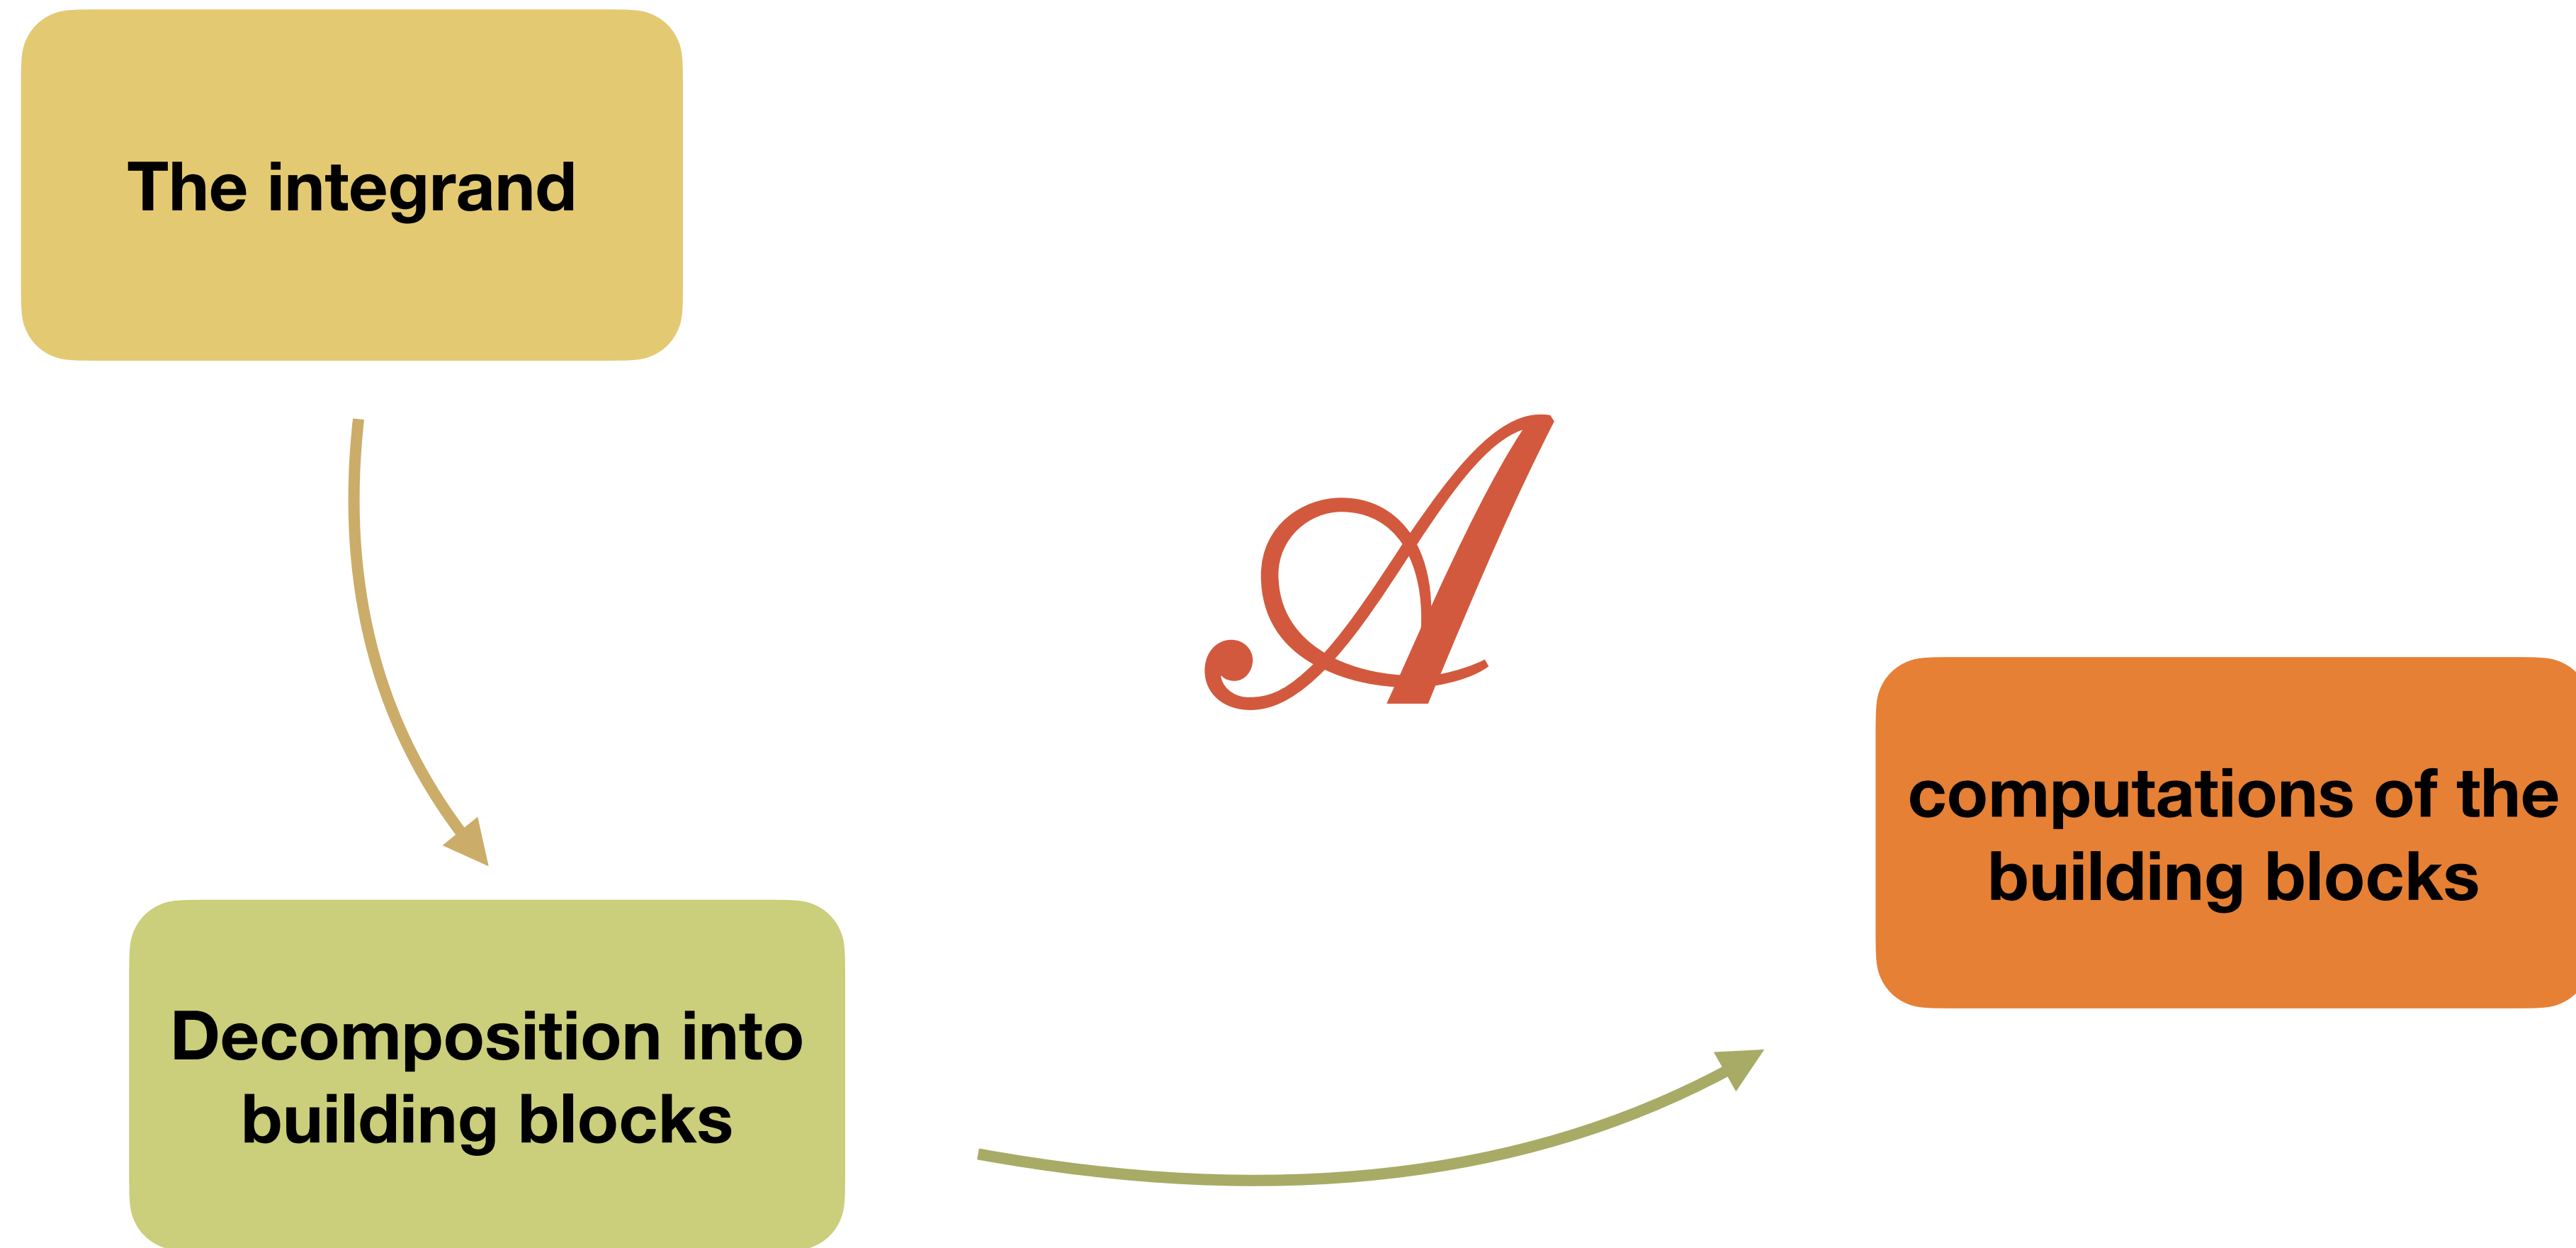 The integrand
𝒜
computations of the
building blocks
Decomposition into
building blocks